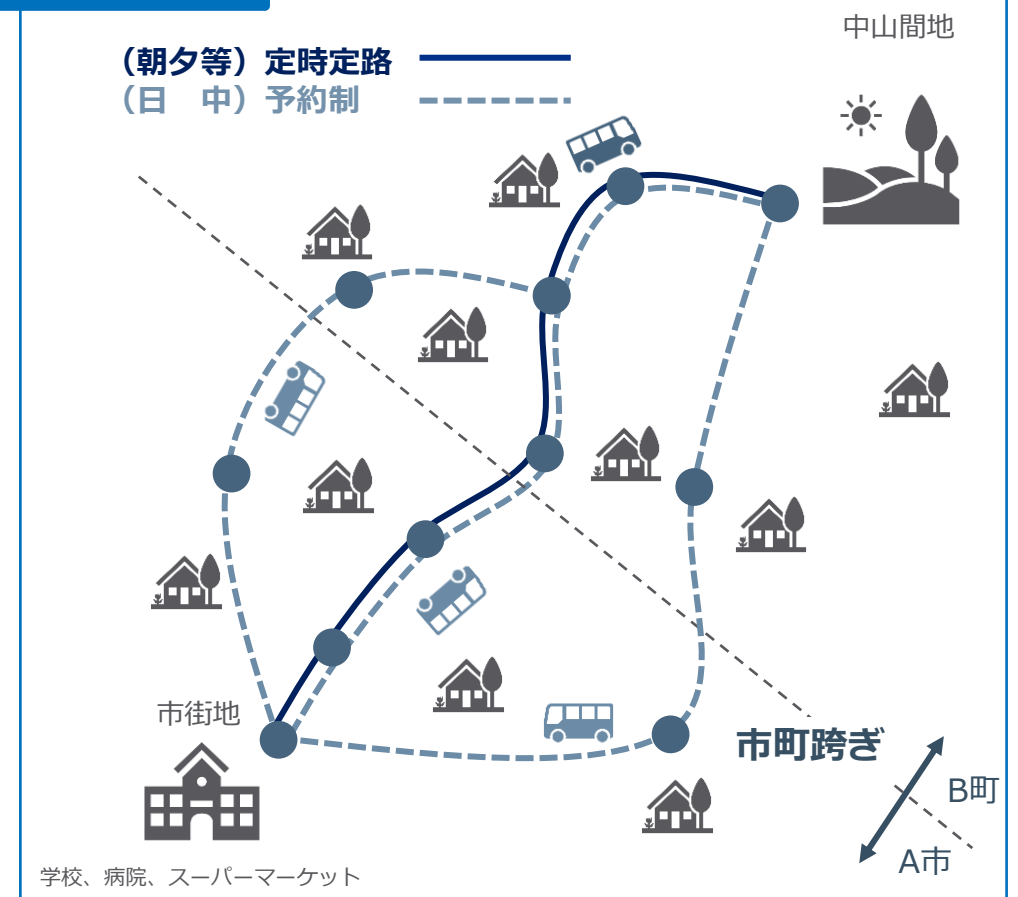 中山間地
（朝夕等）定時定路
（日　中）予約制
市街地
市町跨ぎ
B町
A市
学校、病院、スーパーマーケット